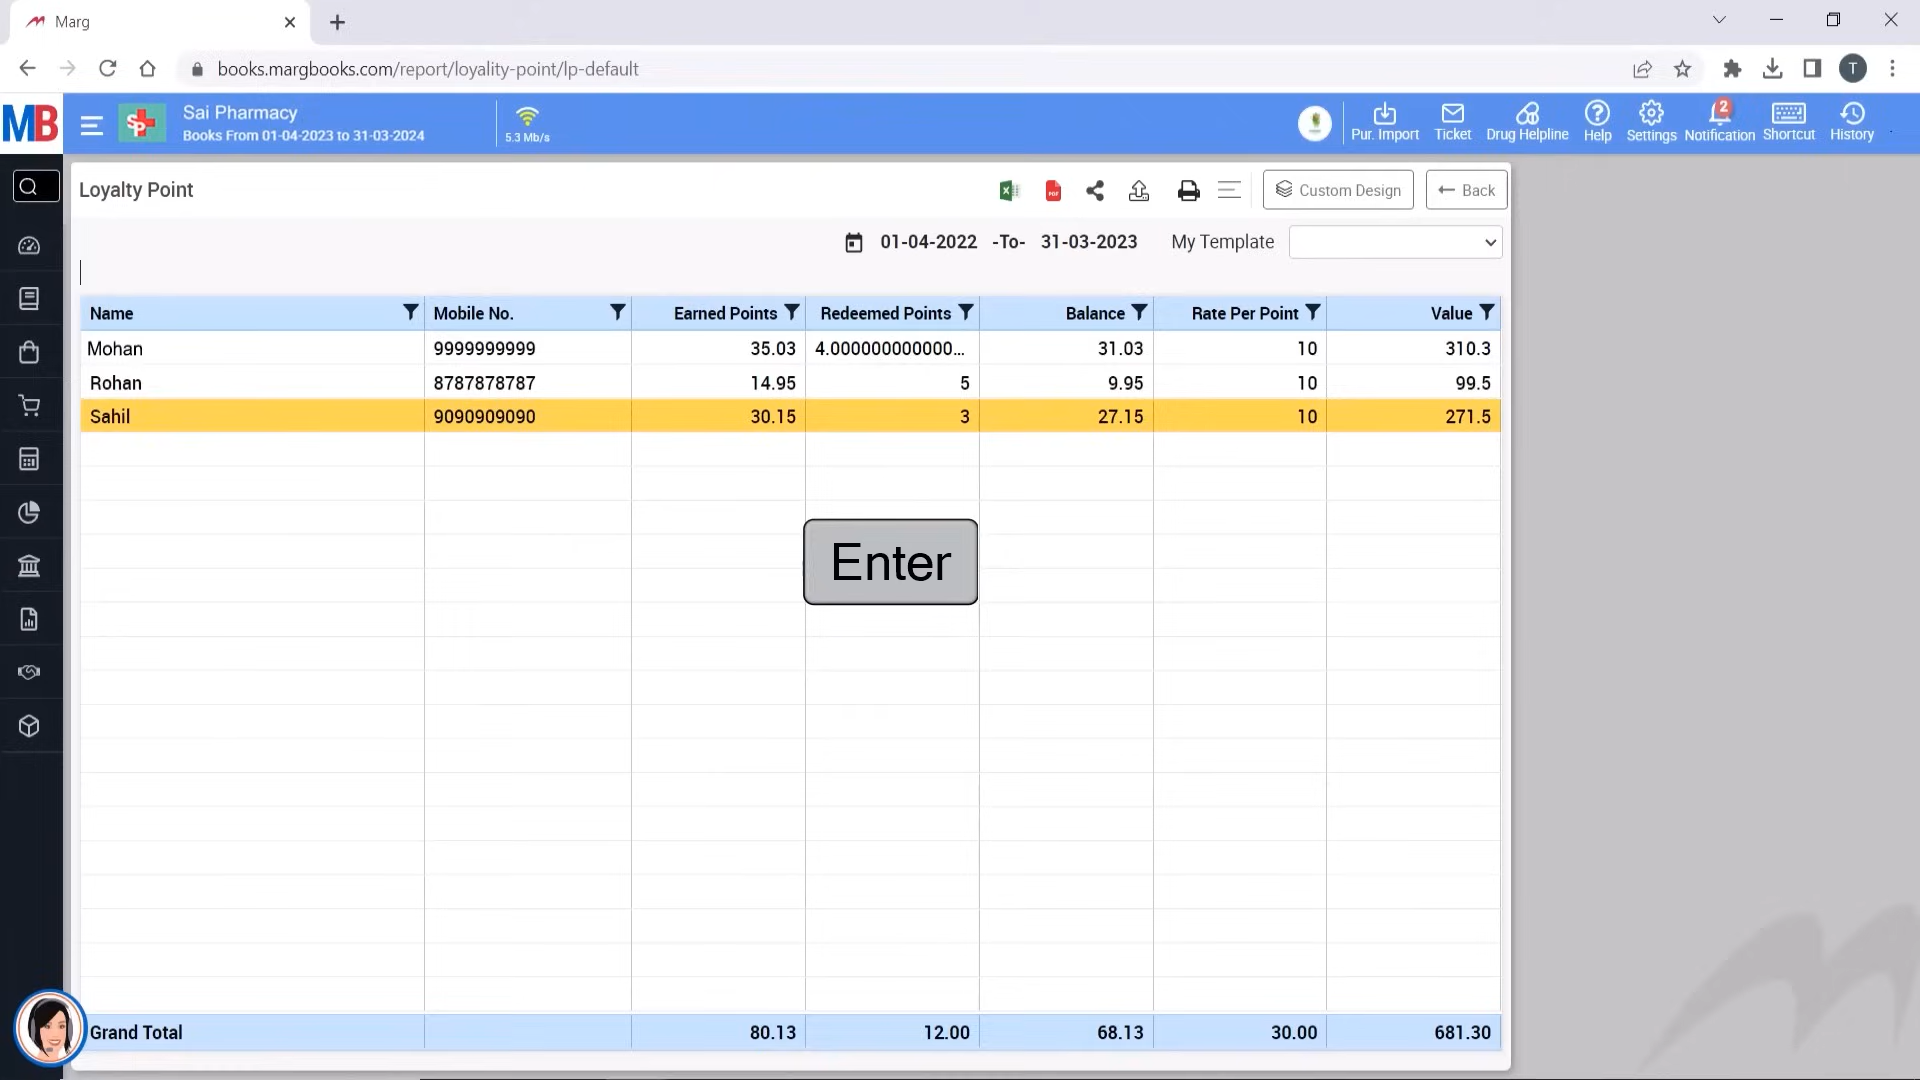 Marg
books.margbooks.com/report/loyality-point/lp-default
T
MB
SP
Sai Pharmacy
Books From 01-04-2023 to 31-03-2024
5.3 Mb/s
Pur. Import
Ticket
Drug Helpline
Help
Settings
2
Notification
Shortcut
History
Loyalty Point
PDF
Custom Design
Back
01-04-2022 -To- 31-03-2023 My Template
Name Mobile No. Earned Points Redeemed Points Balance Rate Per Point Value
Mohan 9999999999 35.03 4.000000000000... 31.03 10 310.3
Rohan 8787878787 14.95 5 9.95 10 99.5
Sahil 9090909090 30.15 3 27.15 10 271.5
Enter
Grand Total 80.13 12.00 68.13 30.00 681.30